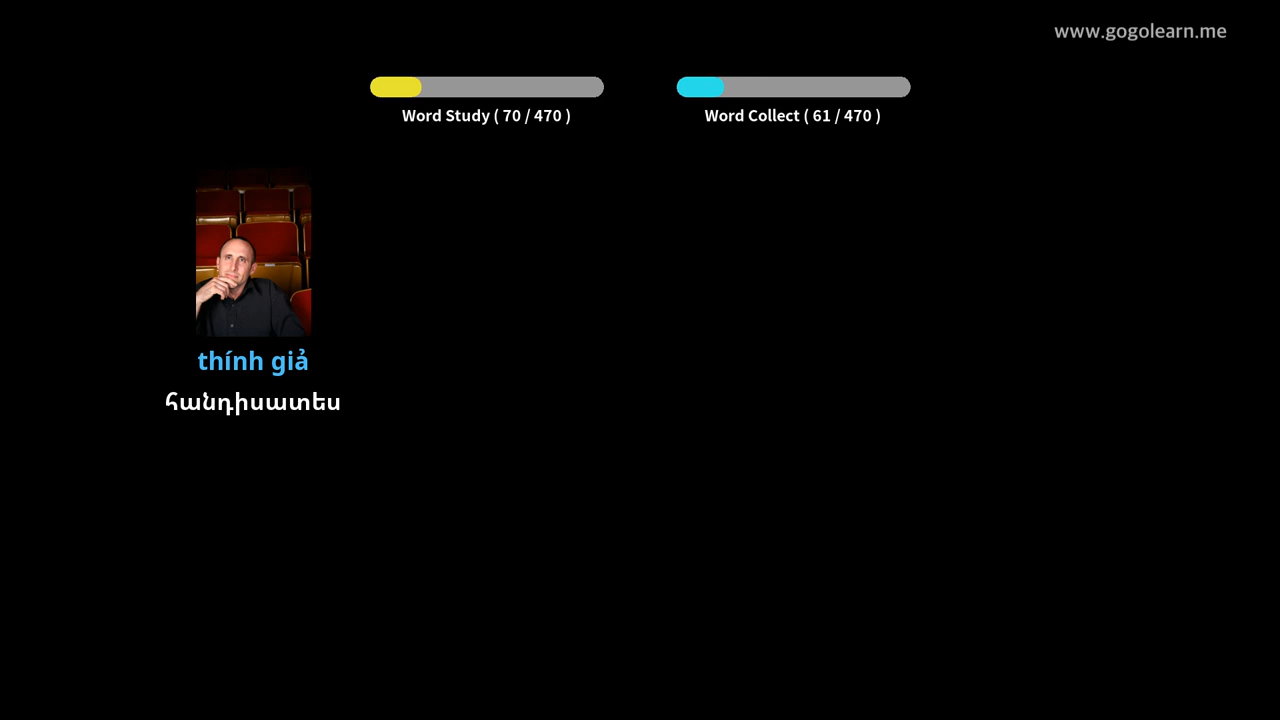 www.gogolearn.me
Word Study ( 70 / 470 )
Word Collect ( 61 / 470 )
thính giả
հանդիսատես